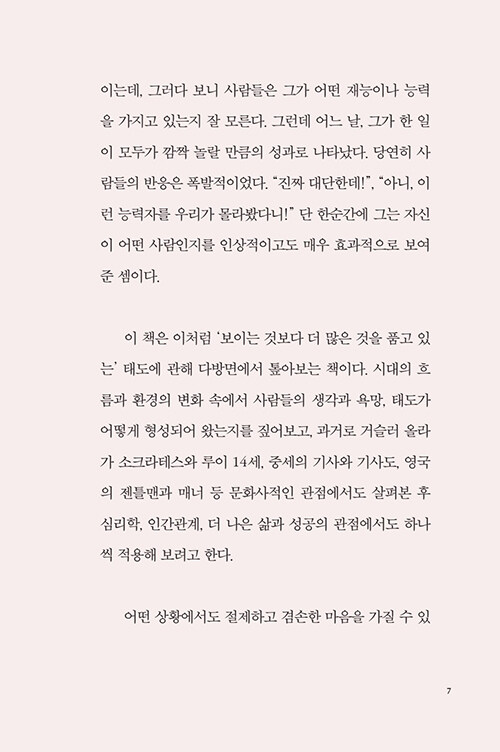 이는데, 그러다 보니 사람들은 그가 어떤 재능이나 능력
을 가지고 있는지 잘 모른다. 그런데 어느 날, 그가 한 일
이 모두가 깜짝 놀랄 만큼의 성과로 나타났다. 당연히 사
람들의 반응은 폭발적이었다. “진짜 대단한데!”, “아니, 이
런 능력자를 우리가 몰라봤다니!” 단 한순간에 그는 자신
이 어떤 사람인지를 인상적이고도 매우 효과적으로 보여
준 셈이다.
이 책은 이처럼 ‘보이는 것보다 더 많은 것을 품고 있
는’ 태도에 관해 다방면에서 톺아보는 책이다. 시대의 흐
름과 환경의 변화 속에서 사람들의 생각과 욕망, 태도가
어떻게 형성되어 왔는지를 짚어보고, 과거로 거슬러 올라
가 소크라테스와 루이 14세, 중세의 기사와 기사도, 영국
의 젠틀맨과 매너 등 문화사적인 관점에서도 살펴본 후
심리학, 인간관계, 더 나은 삶과 성공의 관점에서도 하나
씩 적용해 보려고 한다.
어떤 상황에서도 절제하고 겸손한 마음을 가질 수 있
7